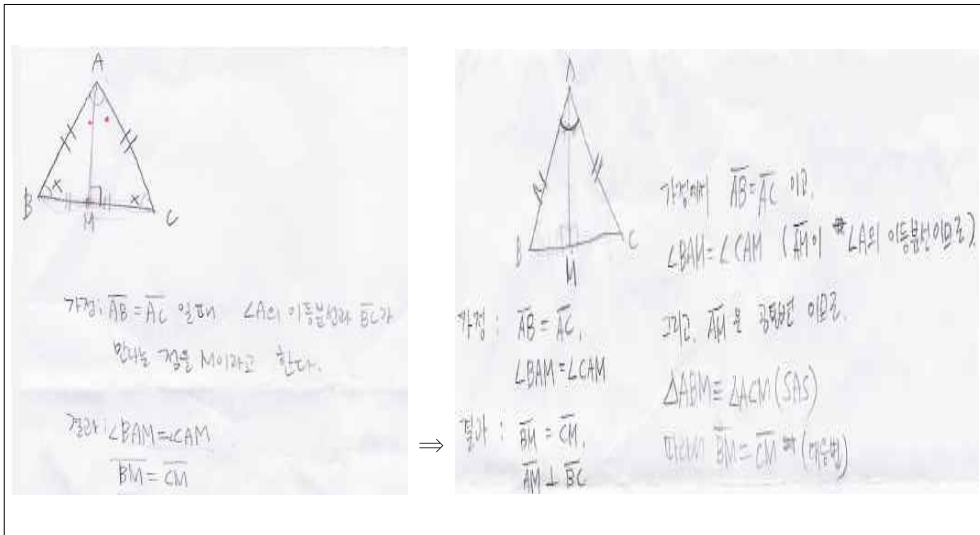 A
B
M
C
가정: AB = AC 일때 ∠A의 이등분선과 BC가
만나는 점을 M이라고 한다.
결과: ∠BAM = ∠CAM
BM = CM
⇒
A
B
M
C
가정: AB = AC,
∠BAM = ∠CAM
결과: BM = CM,
AM ⊥ BC
가정에서 AB = AC 이고,
∠BAM = ∠CAM (AM이 ∠A의 이등분선이므로)
그리고, AM은 공통변 이므로,
△ABM ≡ △ACM (SAS)
따라서 BM = CM (대응변)